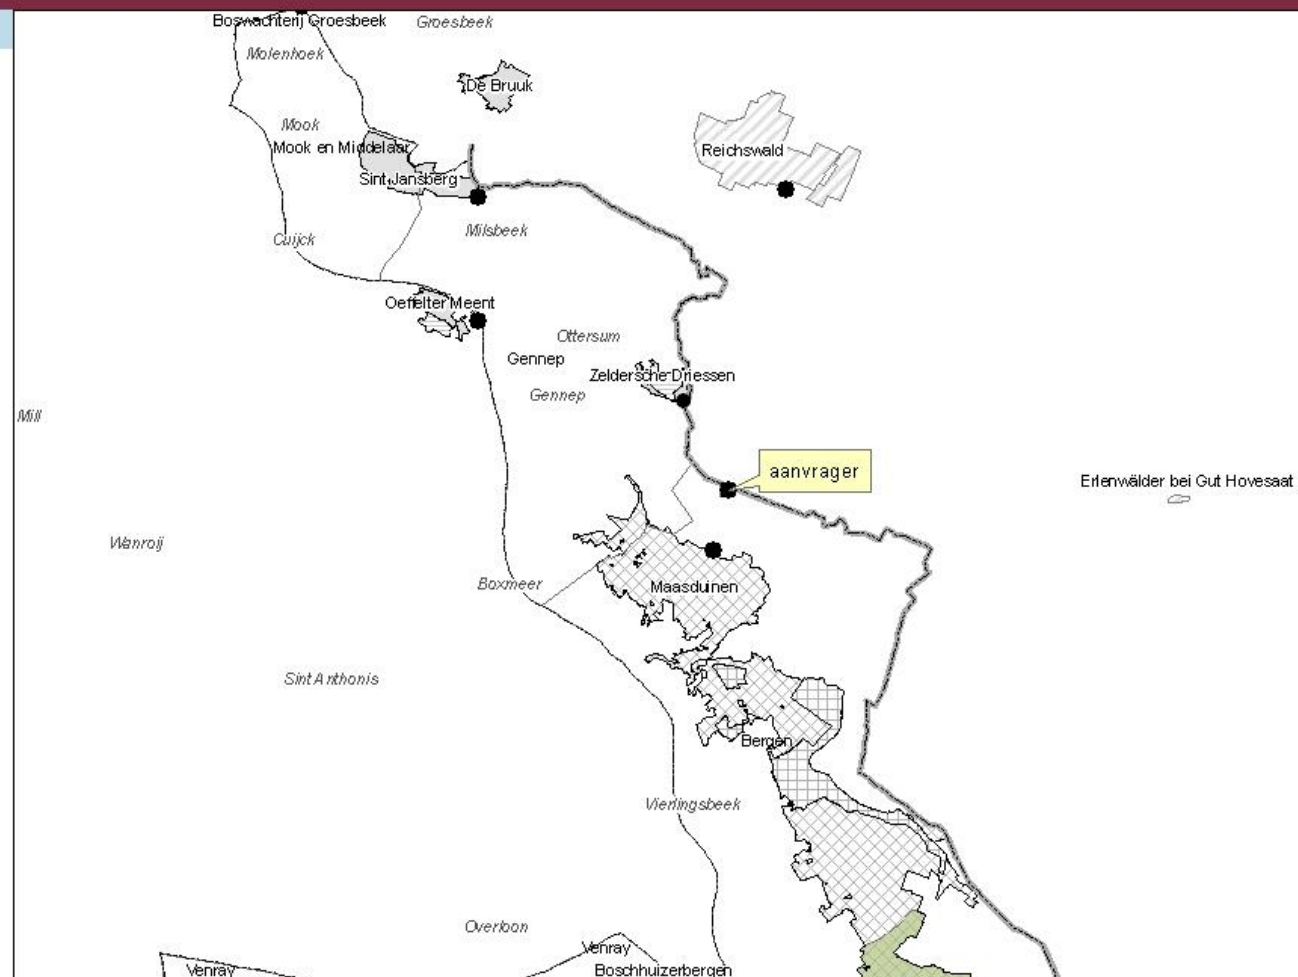 Boswachterij Groesbeek
Groesbeek
Molenhoek
De Bruuk
Mook
Mook en Middelaar
Reichswald
Sint Jansberg
Milsbeek
Cuijck
Oeffelter Meent
Ottersum
Gennep
Zeldersche Driessen
Gennep
Mill
aanvrager
Erlenwälder bei Gut Hovesaat
Wanroij
Boxmeer
Maasduinen
Sint Anthonis
Bergen
Vierlingsbeek
Overloon
Venray
Venray
Boschhuizerbergen